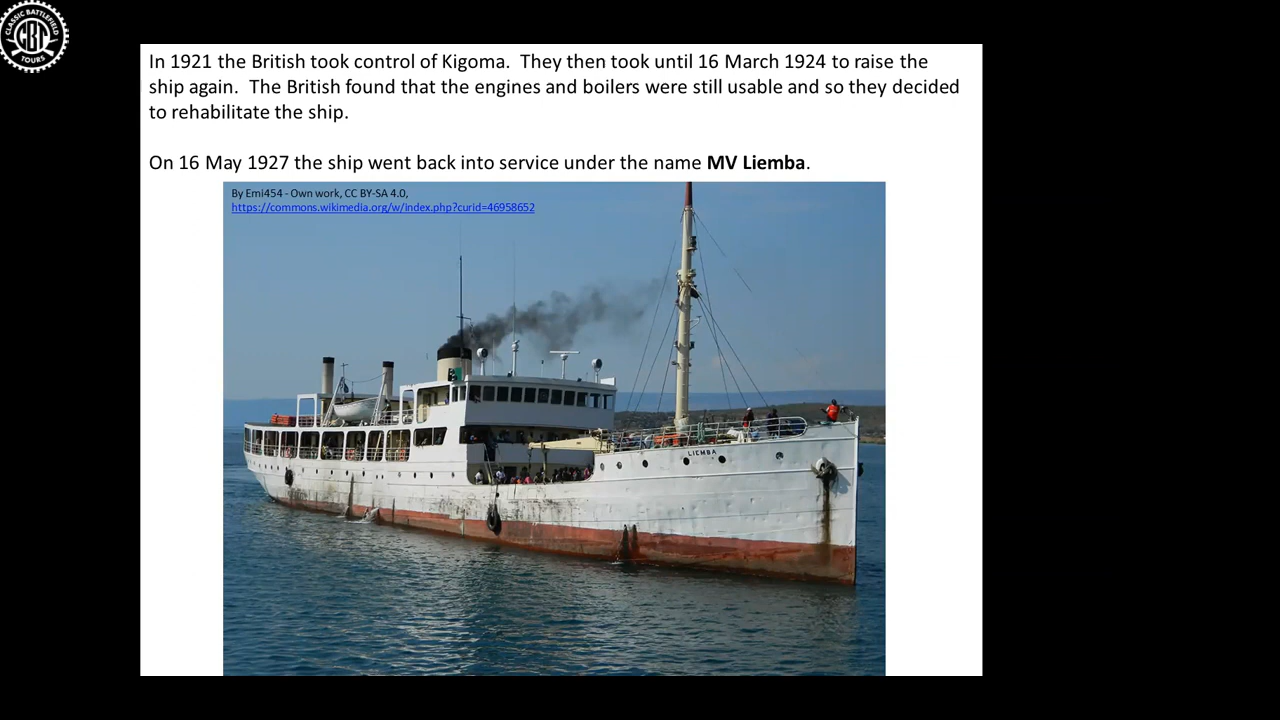 CLASSIC BATTLEFIELD
CBT
TOURS
In 1921 the British took control of Kigoma.  They then took until 16 March 1924 to raise the
ship again.  The British found that the engines and boilers were still usable and so they decided
to rehabilitate the ship.
On 16 May 1927 the ship went back into service under the name MV Liemba.
By Emi454 - Own work, CC BY-SA 4.0,
https://commons.wikimedia.org/w/index.php?curid=46958652
LIEMBA